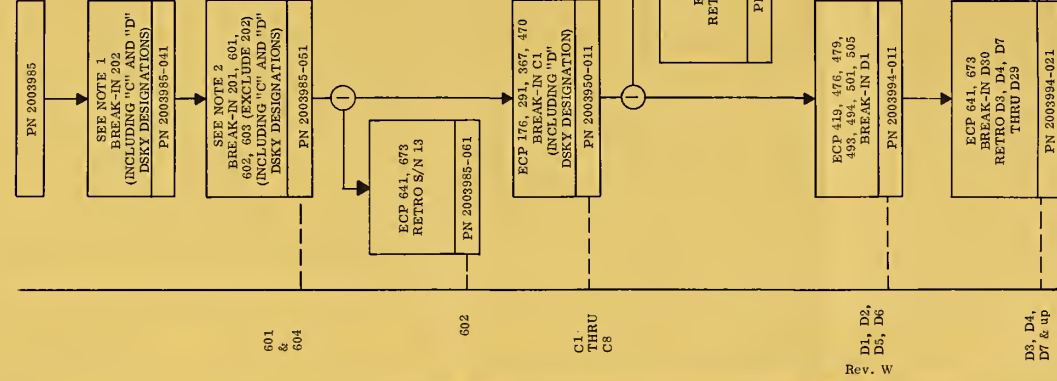 PN 2003985
SEE NOTE 1
BREAK-IN 202
(INCLUDING "C" AND "D"
DSKY DESIGNATIONS)
PN 2003985-041
SEE NOTE 2
BREAK-IN 201, 601,
602, 603 (EXCLUDE 202)
(INCLUDING "C" AND "D"
DSKY DESIGNATIONS)
PN 2003985-051
I
ECP 641, 673
RETRO S/N 13
PN 2003985-061
ECP 176, 291, 367, 470
BREAK-IN C1
(INCLUDING "D"
DSKY DESIGNATION)
PN 2003950-011
I
E
RET
PN
ECP 419, 476, 479,
493, 494, 501, 505
BREAK-IN D1
PN 2003994-011
ECP 641, 673
BREAK-IN D30
RETRO D3, D4, D7
THRU D29
PN 2003994-021
601
&
604
602
C1
THRU
C8
D1, D2,
D5, D6
D3, D4,
D7 & up
Rev. W